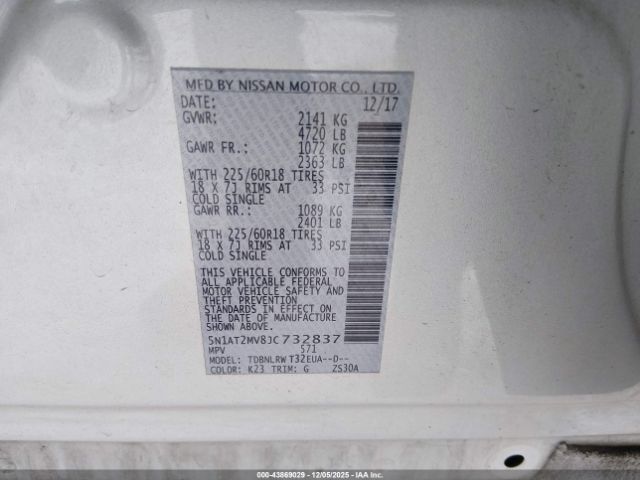 MFD BY NISSAN MOTOR CO., LTD.
DATE: 12/17
GVWR: 2141 KG
4720 LB
GAWR FR.: 1072 KG
2363 LB
WITH 225/60R18 TIRES
18 X 7J RIMS AT 33 PSI
COLD SINGLE
GAWR RR.: 1089 KG
2401 LB
WITH 225/60R18 TIRES
18 X 7J RIMS AT 33 PSI
COLD SINGLE
THIS VEHICLE CONFORMS TO
ALL APPLICABLE FEDERAL
MOTOR VEHICLE SAFETY AND
THEFT PREVENTION
STANDARDS IN EFFECT ON
THE DATE OF MANUFACTURE
SHOWN ABOVE.
5N1AT2MV8JC732837
MPV 571
MODEL: TDBNLRW T32EUA--D--
COLOR: K23 TRIM: G ZS30A
000-43869029 - 12/05/2025 - IAAI.COM